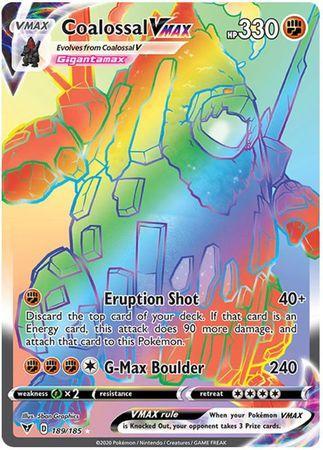 VMAX
Coalossal VMAX
HP 330
Evolves from Coalossal V
Gigantamax
Eruption Shot 40+
Discard the top card of your deck. If that card is an
Energy card, this attack does 90 more damage, and
attach that card to this Pokémon.
G-Max Boulder 240
weakness ×2 resistance retreat
VMAX rule When your Pokémon VMAX
is Knocked Out, your opponent takes 3 Prize cards.
Illus. 5ban Graphics
D 189/185
©2020 Pokémon / Nintendo / Creatures / GAME FREAK